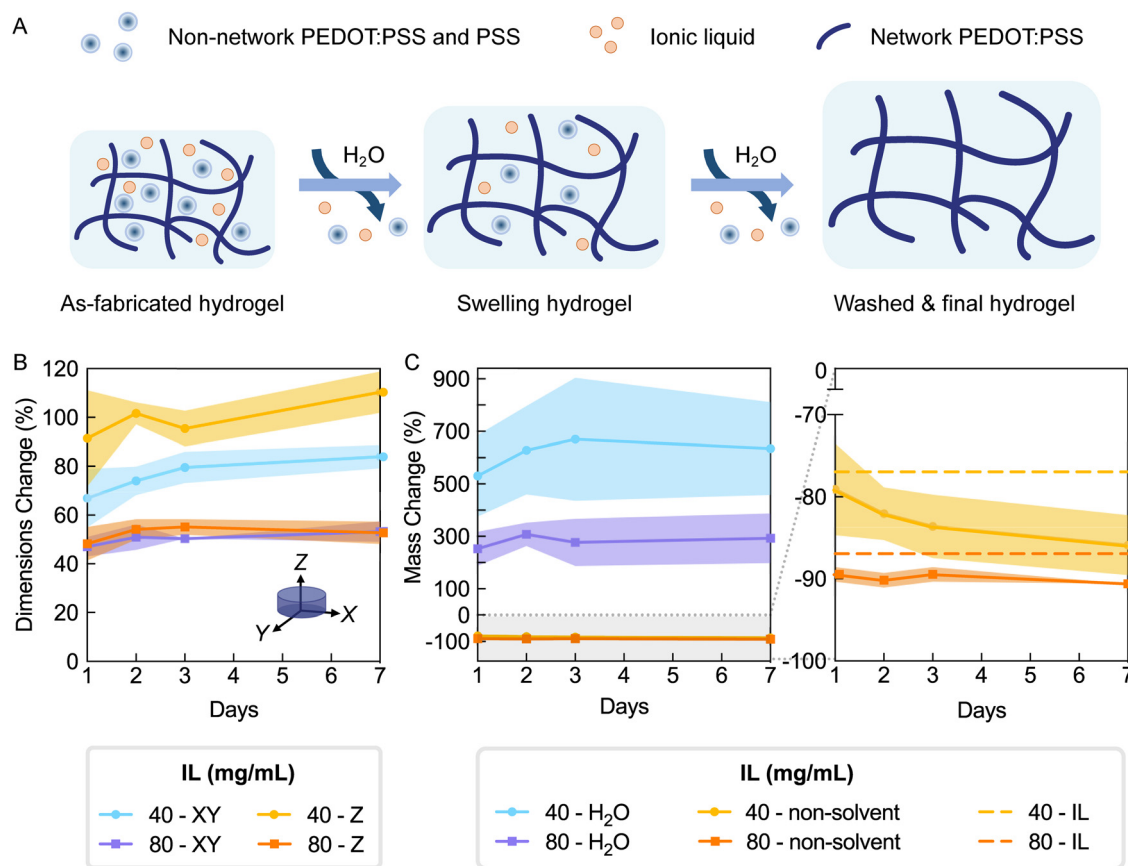 A
Non-network PEDOT:PSS and PSS
Ionic liquid
Network PEDOT:PSS
H₂O
H₂O
As-fabricated hydrogel
Swelling hydrogel
Washed & final hydrogel
B
Dimensions Change (%)
120
100
80
60
40
20
0
1 2 3 4 5 6 7
Days
Z
Y
X
C
Mass Change (%)
900
700
500
300
100
0
-100
1 2 3 4 5 6 7
Days
0
-70
-80
-90
-100
1 2 3 4 5 6 7
Days
IL (mg/mL)
40 - XY 40 - Z
80 - XY 80 - Z
IL (mg/mL)
40 - H₂O 40 - non-solvent 40 - IL
80 - H₂O 80 - non-solvent 80 - IL